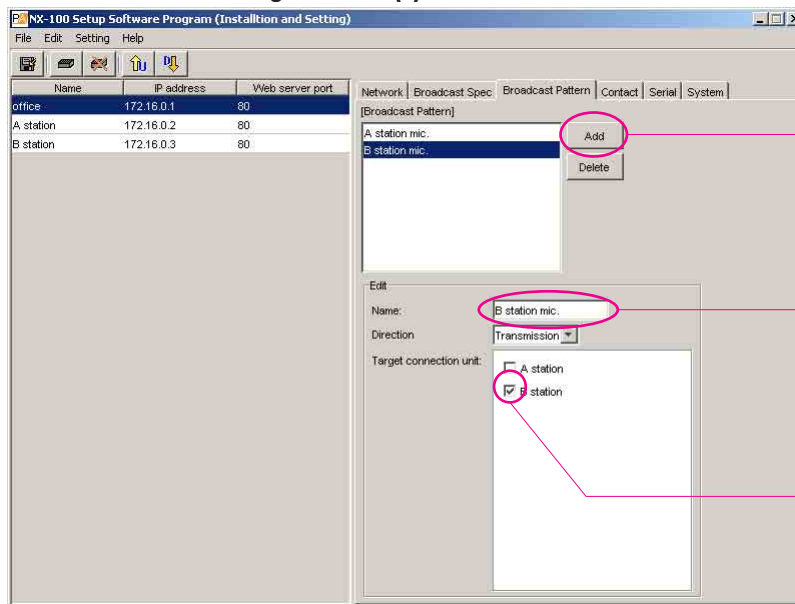 NX-100 Setup Software Program (Installtion and Setting)
File Edit Setting Help
Name IP address Web server port
office 172.16.0.1 80
A station 172.16.0.2 80
B station 172.16.0.3 80
Network Broadcast Spec Broadcast Pattern Contact Serial System
[Broadcast Pattern]
A station mic.
B station mic.
Add
Delete
Edit
Name: B station mic.
Direction Transmission
Target connection unit:
A station
B station